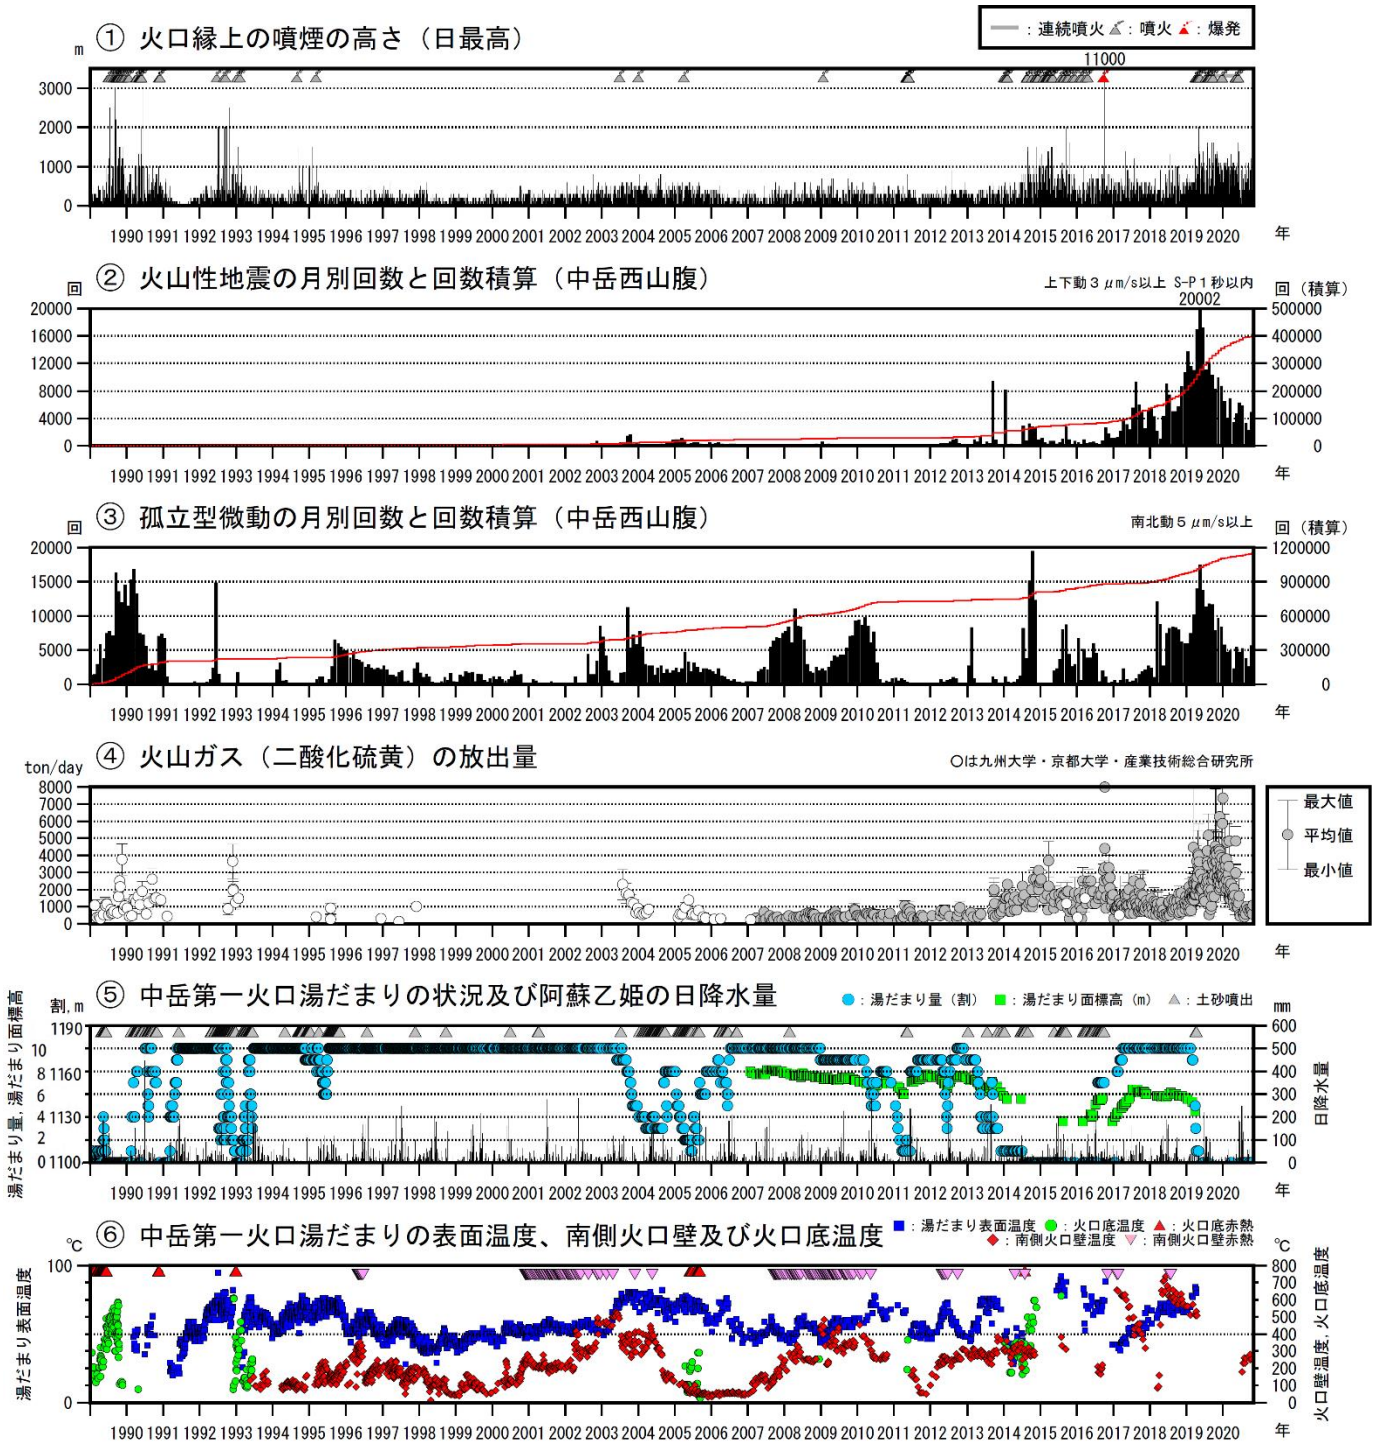 ① 火口縁上の噴煙の高さ（日最高）
━：連続噴火 ：噴火 ：爆発
11000
m
3000
2000
1000
0
1990 1991 1992 1993 1994 1995 1996 1997 1998 1999 2000 2001 2002 2003 2004 2005 2006 2007 2008 2009 2010 2011 2012 2013 2014 2015 2016 2017 2018 2019 2020 年
② 火山性地震の月別回数と回数積算（中岳西山腹）
上下動３μm/s以上 S-P１秒以内
20002
回 回（積算）
20000 500000
16000 400000
12000 300000
8000 200000
4000 100000
0 0
1990 1991 1992 1993 1994 1995 1996 1997 1998 1999 2000 2001 2002 2003 2004 2005 2006 2007 2008 2009 2010 2011 2012 2013 2014 2015 2016 2017 2018 2019 2020 年
③ 孤立型微動の月別回数と回数積算（中岳西山腹）
南北動５μm/s以上
回 回（積算）
20000 1200000
15000 900000
10000 600000
5000 300000
0 0
1990 1991 1992 1993 1994 1995 1996 1997 1998 1999 2000 2001 2002 2003 2004 2005 2006 2007 2008 2009 2010 2011 2012 2013 2014 2015 2016 2017 2018 2019 2020 年
④ 火山ガス（二酸化硫黄）の放出量
○は九州大学・京都大学・産業技術総合研究所
ton/day
8000
7000
6000
5000
4000
3000
2000
1000
0
最大値
平均値
最小値
1990 1991 1992 1993 1994 1995 1996 1997 1998 1999 2000 2001 2002 2003 2004 2005 2006 2007 2008 2009 2010 2011 2012 2013 2014 2015 2016 2017 2018 2019 2020 年
⑤ 中岳第一火口湯だまりの状況及び阿蘇乙姫の日降水量
●：湯だまり量（割） ■：湯だまり面標高（m） ▲：土砂噴出
湯だまり量, 湯だまり面標高
割, m mm
1190 600
10 500
8 1160 400
6 300
4 1130 200
2 100
0 1100 0
日降水量
1990 1991 1992 1993 1994 1995 1996 1997 1998 1999 2000 2001 2002 2003 2004 2005 2006 2007 2008 2009 2010 2011 2012 2013 2014 2015 2016 2017 2018 2019 2020 年
⑥ 中岳第一火口湯だまりの表面温度、南側火口壁及び火口底温度
■：湯だまり表面温度 ●：火口底温度 ▲：火口底赤熱
◆：南側火口壁温度 ▼：南側火口壁赤熱
湯だまり表面温度
℃ ℃
100 800
700
600
500
400
300
200
100
0 0
火口壁温度, 火口底温度
1990 1991 1992 1993 1994 1995 1996 1997 1998 1999 2000 2001 2002 2003 2004 2005 2006 2007 2008 2009 2010 2011 2012 2013 2014 2015 2016 2017 2018 2019 2020 年